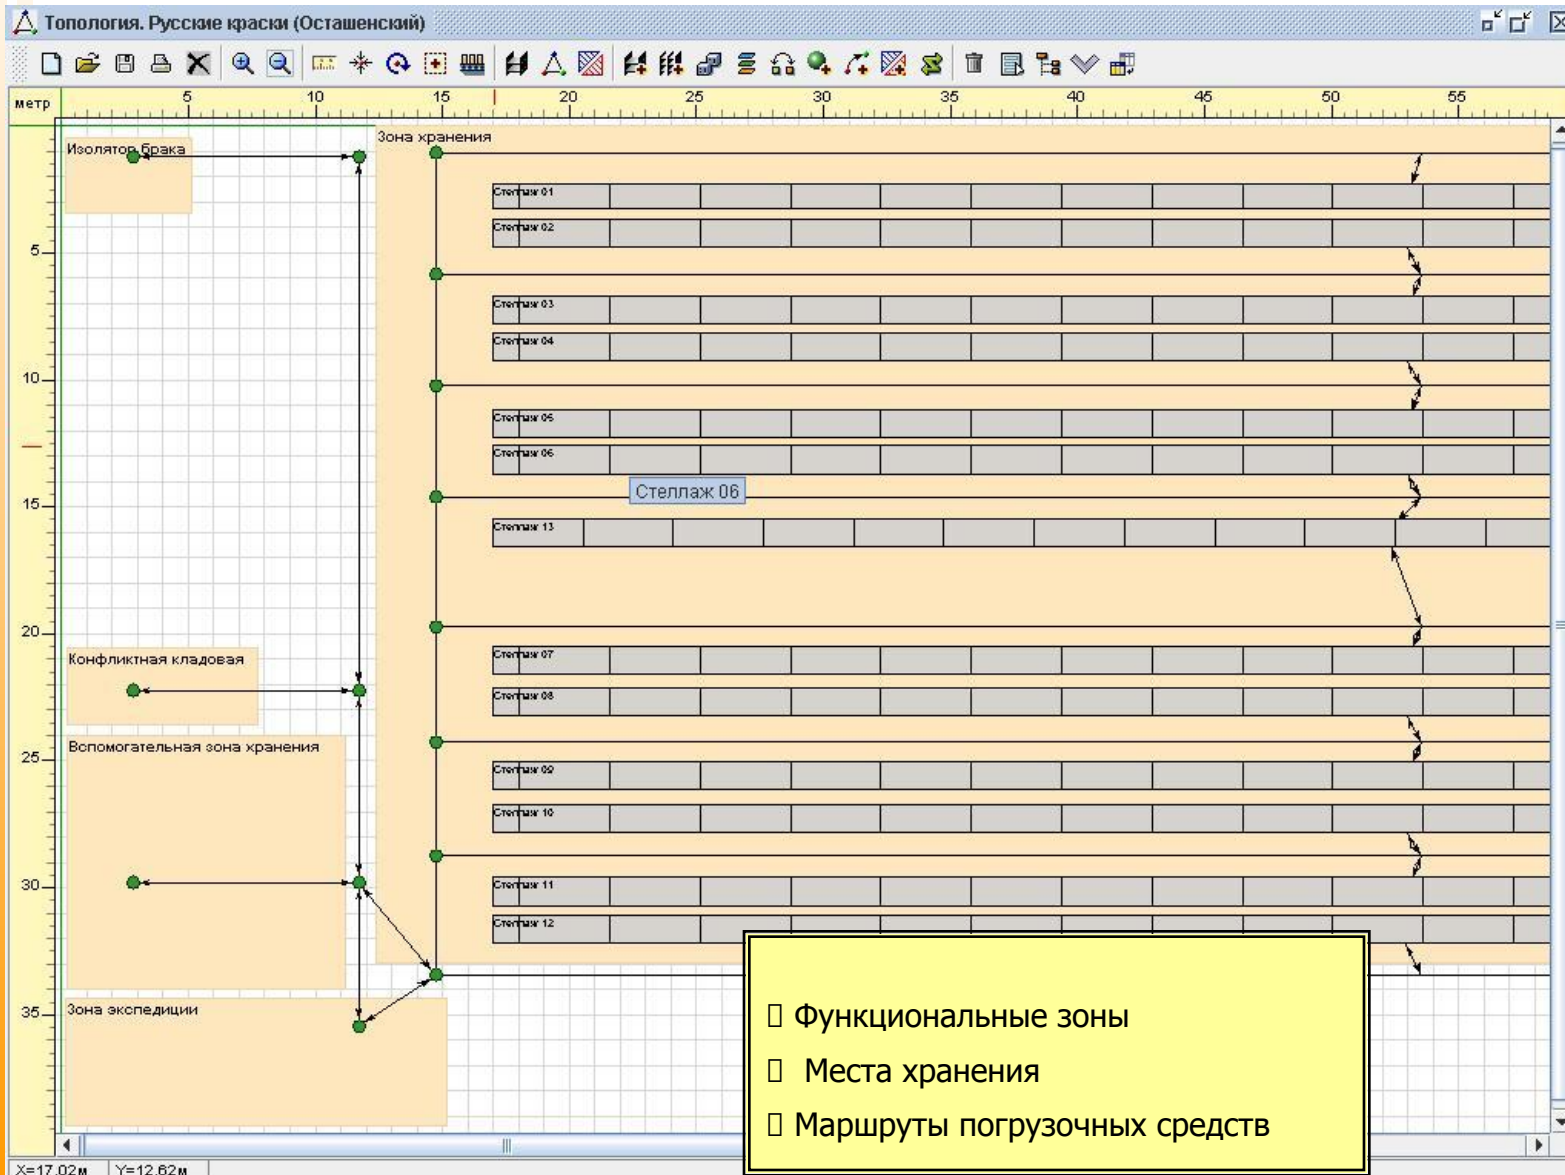 Топология. Русские краски (Осташенский)
метр 5 10 15 20 25 30 35 40 45 50 55
Изолятор брака
Зона хранения
Стеллаж 01
Стеллаж 02
5
Стеллаж 03
Стеллаж 04
10
Стеллаж 05
Стеллаж 06
Стеллаж 06
15
Стеллаж 13
20
Конфликтная кладовая
Стеллаж 07
Стеллаж 08
Вспомогательная зона хранения
25
Стеллаж 09
Стеллаж 10
30
Стеллаж 11
Стеллаж 12
Зона экспедиции
35
Функциональные зоны
Места хранения
Маршруты погрузочных средств
X=17.02м Y=12.62м